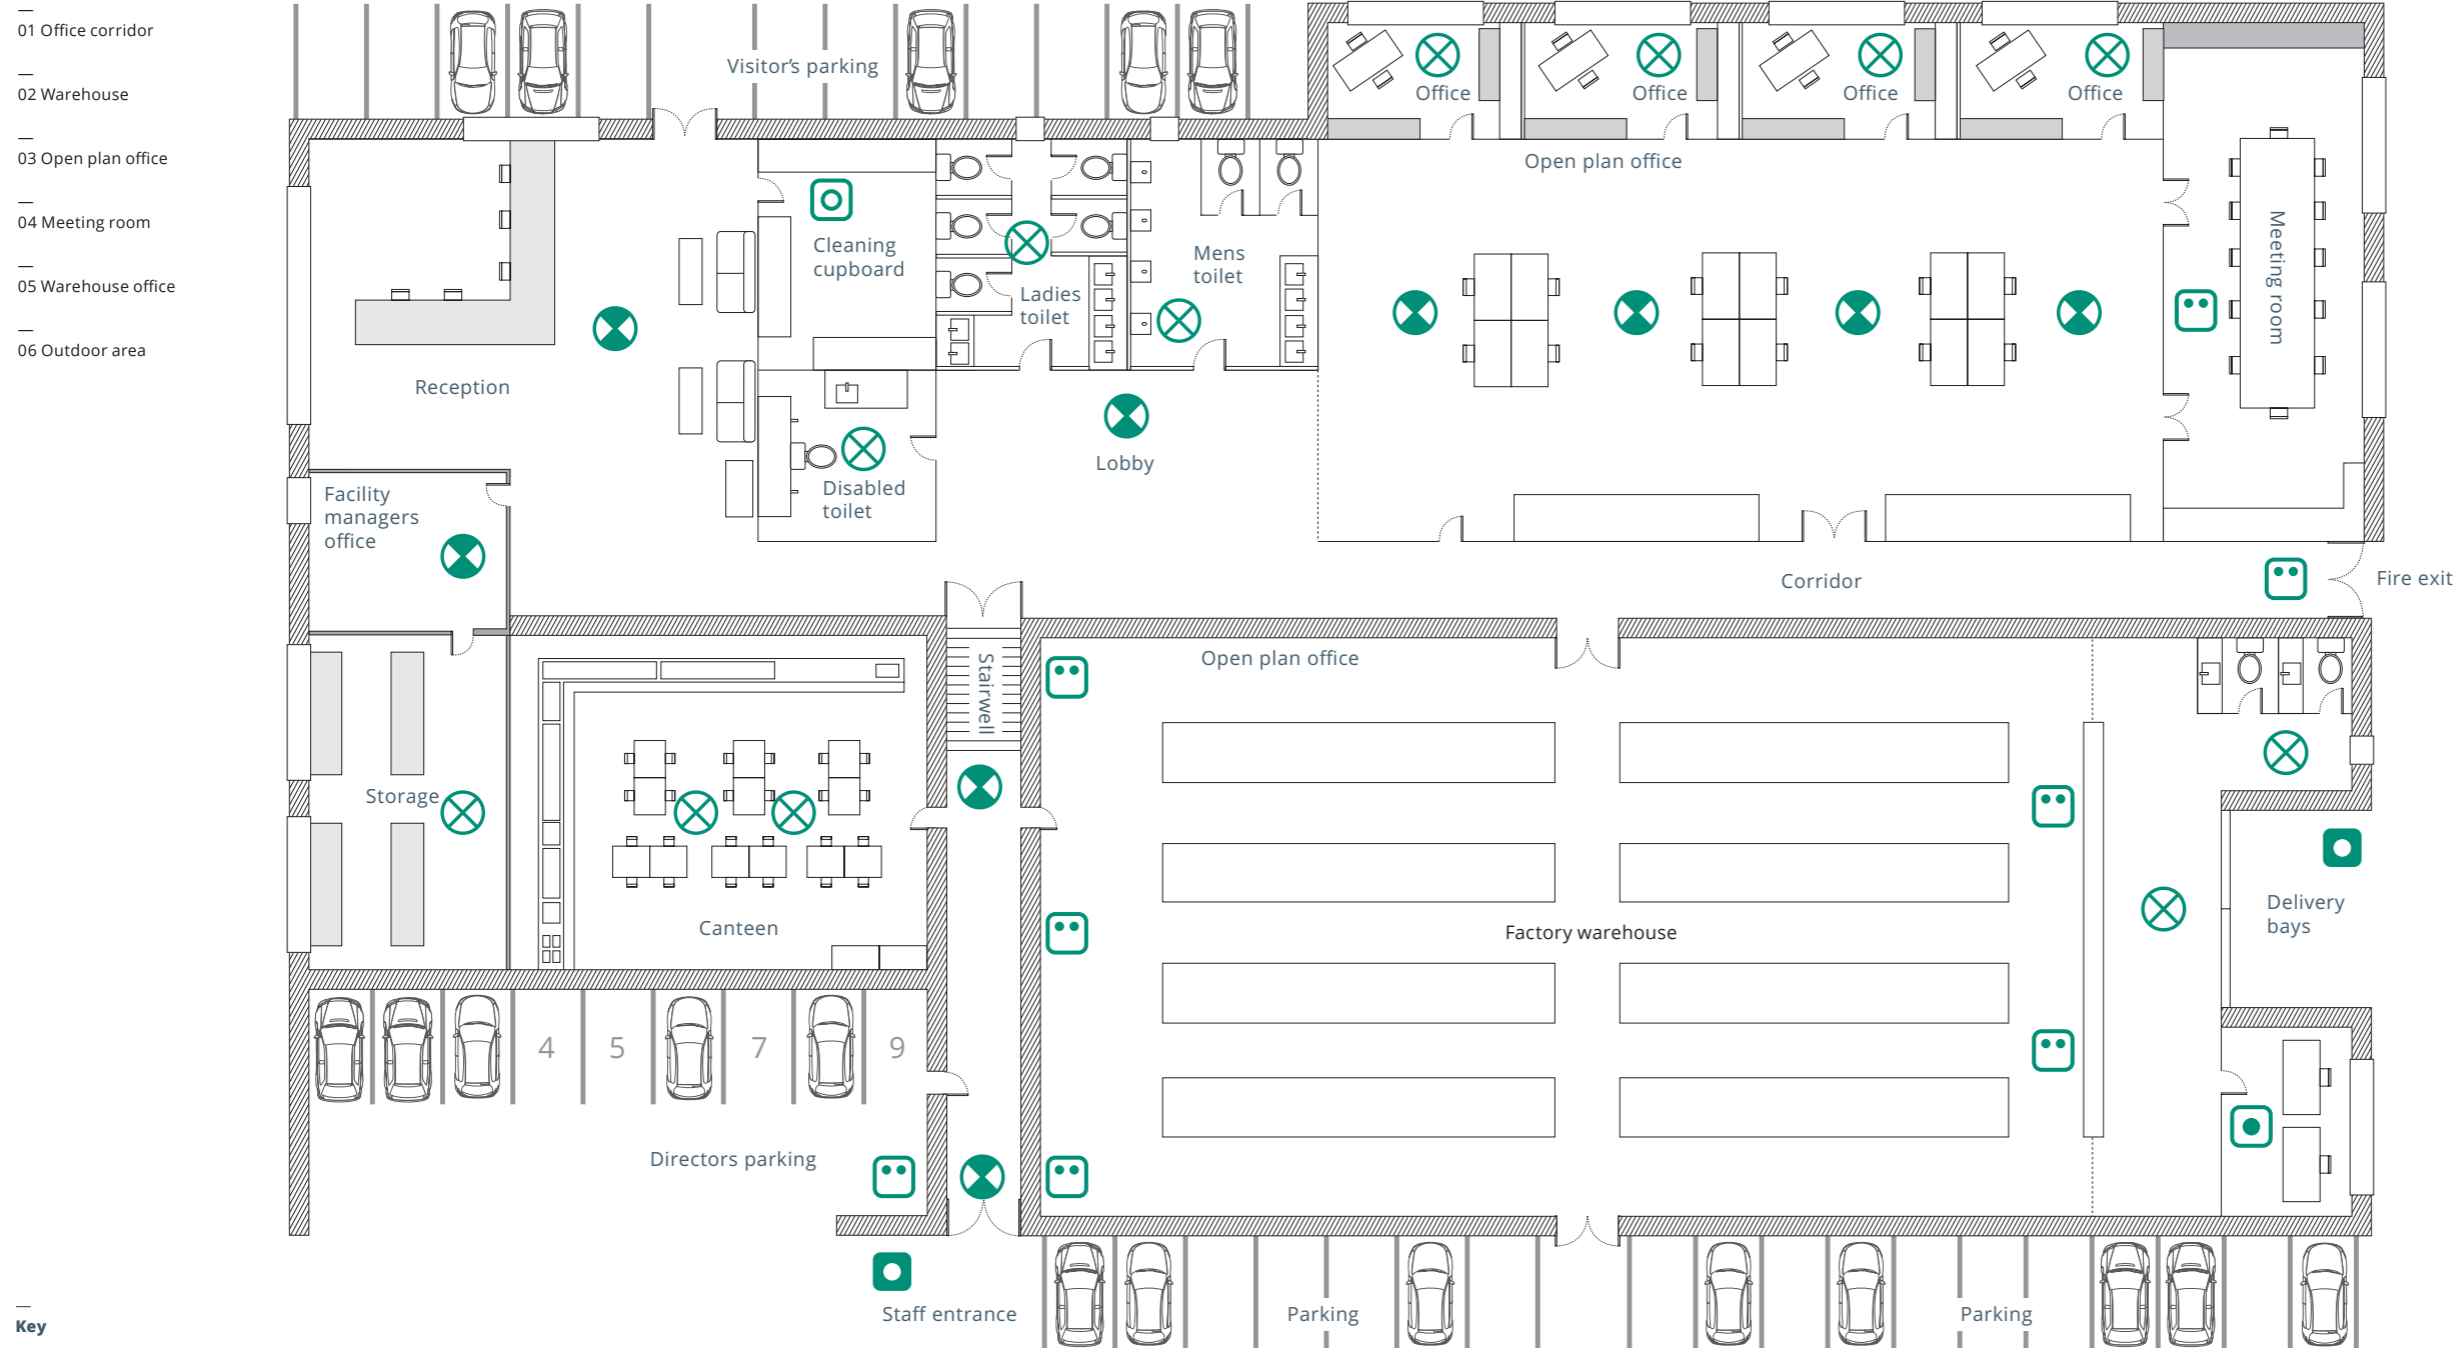 01 Office corridor
02 Warehouse
03 Open plan office
04 Meeting room
05 Warehouse office
06 Outdoor area
Visitor's parking
Office
Office
Office
Office
Open plan office
Cleaning
cupboard
Ladies
toilet
Mens
toilet
Meeting room
Reception
Lobby
Disabled
toilet
Facility
managers
office
Corridor
Fire exit
Stairwell
Open plan office
Storage
Canteen
Factory warehouse
Delivery
bays
4
5
7
9
Directors parking
Staff entrance
Parking
Parking
Key